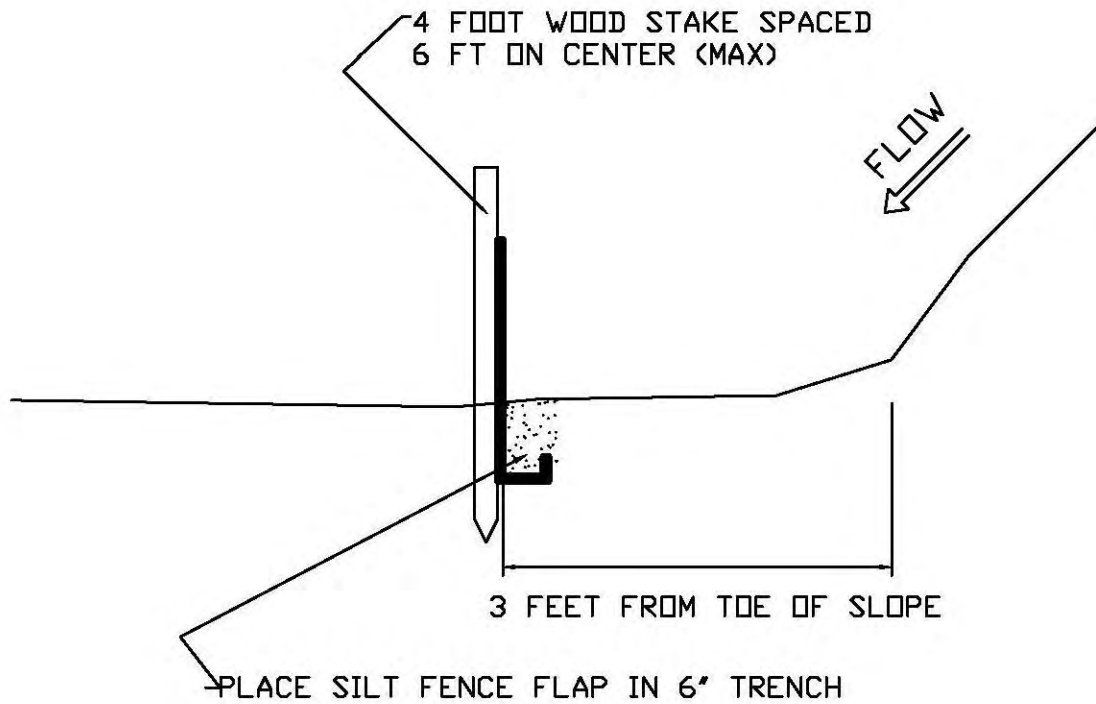 4 FOOT WOOD STAKE SPACED
6 FT ON CENTER (MAX)
FLOW
3 FEET FROM TOE OF SLOPE
PLACE SILT FENCE FLAP IN 6" TRENCH